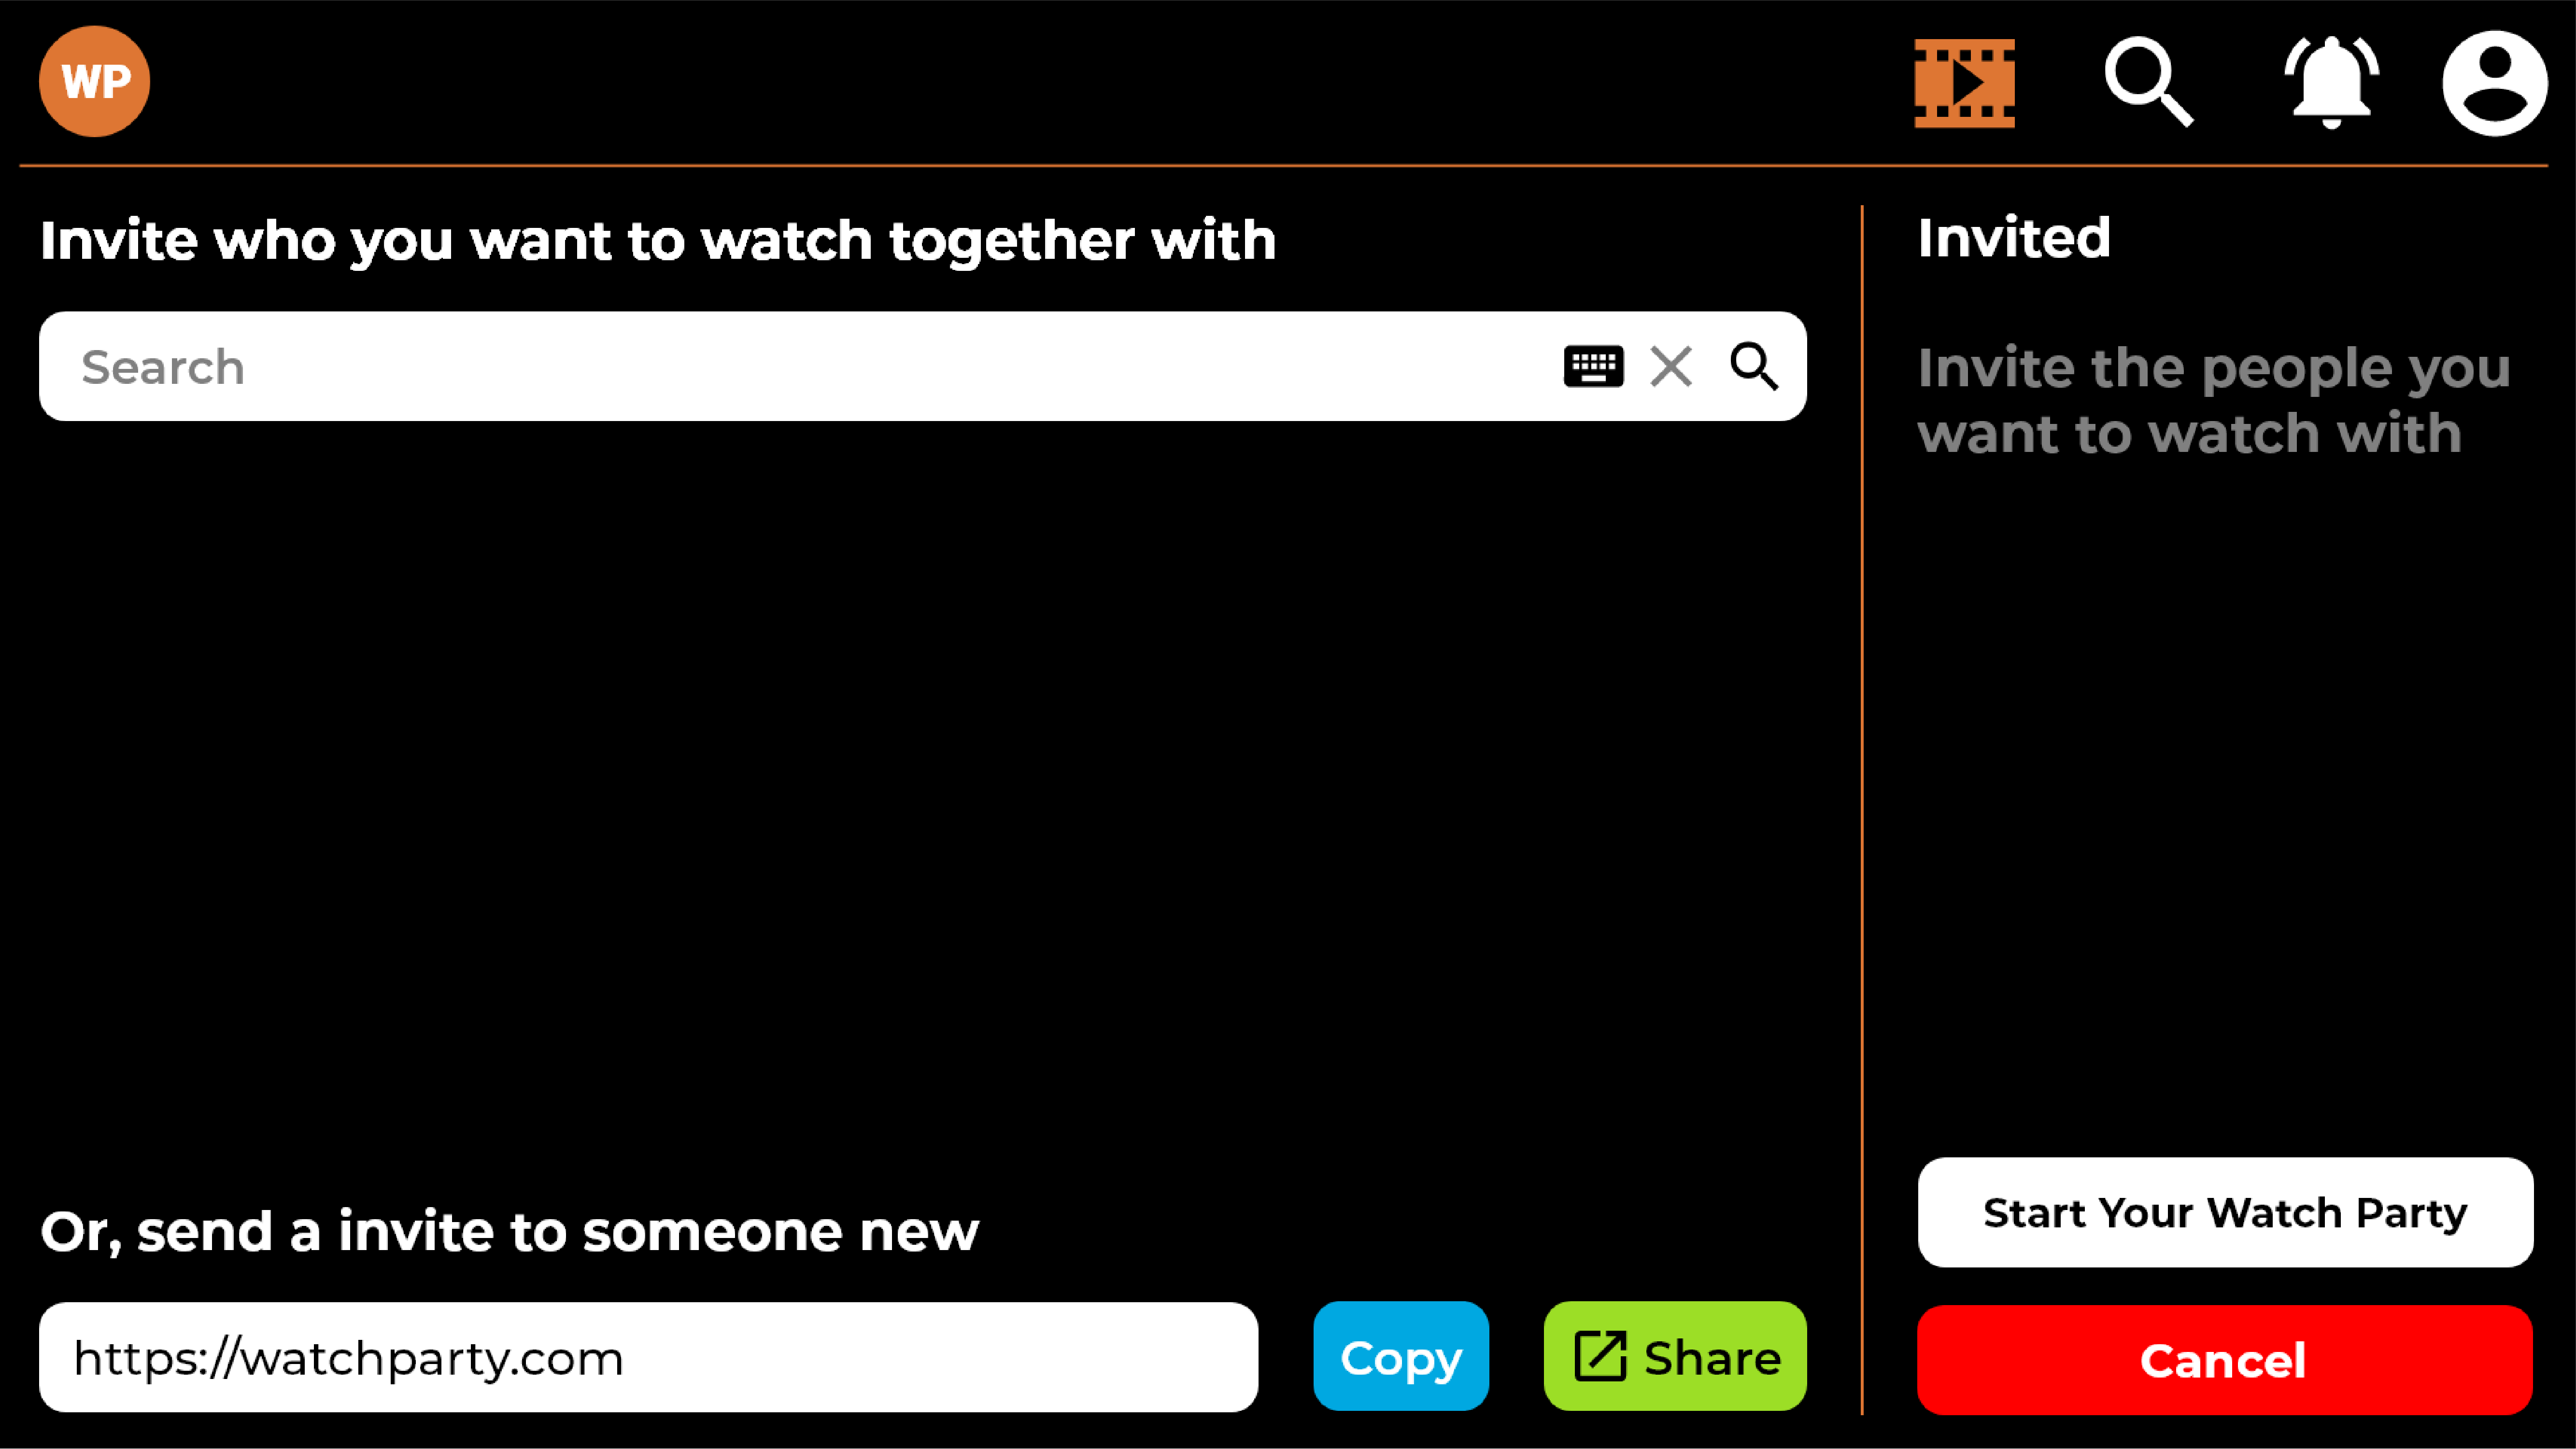 WP
Invite who you want to watch together with
Search
Or, send a invite to someone new
https://watchparty.com
Copy
Share
Invited
Invite the people you
want to watch with
Start Your Watch Party
Cancel